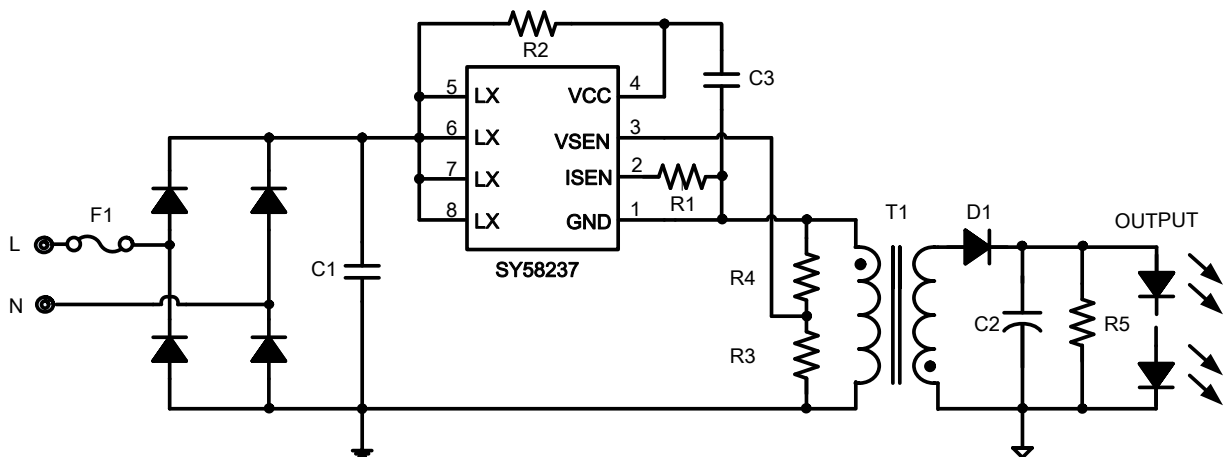 R2
C3
5 LX VCC 4
6 LX VSEN 3
7 LX ISEN 2
R1
8 LX GND 1
SY58237
F1
L
N
C1
R4
R3
T1
D1
OUTPUT
C2
R5